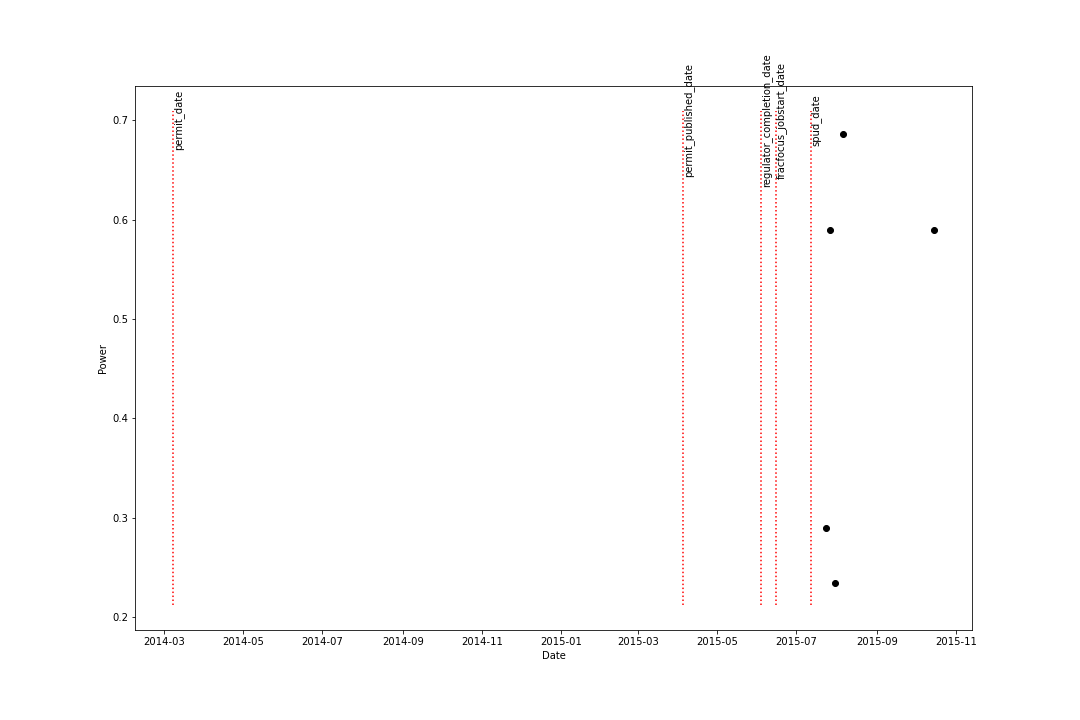 permit_date
permit_published_date
regulator_completion_date
fracfocus_jobstart_date
spud_date
0.7
0.6
0.5
0.4
0.3
0.2
Power
2014-03
2014-05
2014-07
2014-09
2014-11
2015-01
2015-03
2015-05
2015-07
2015-09
2015-11
Date